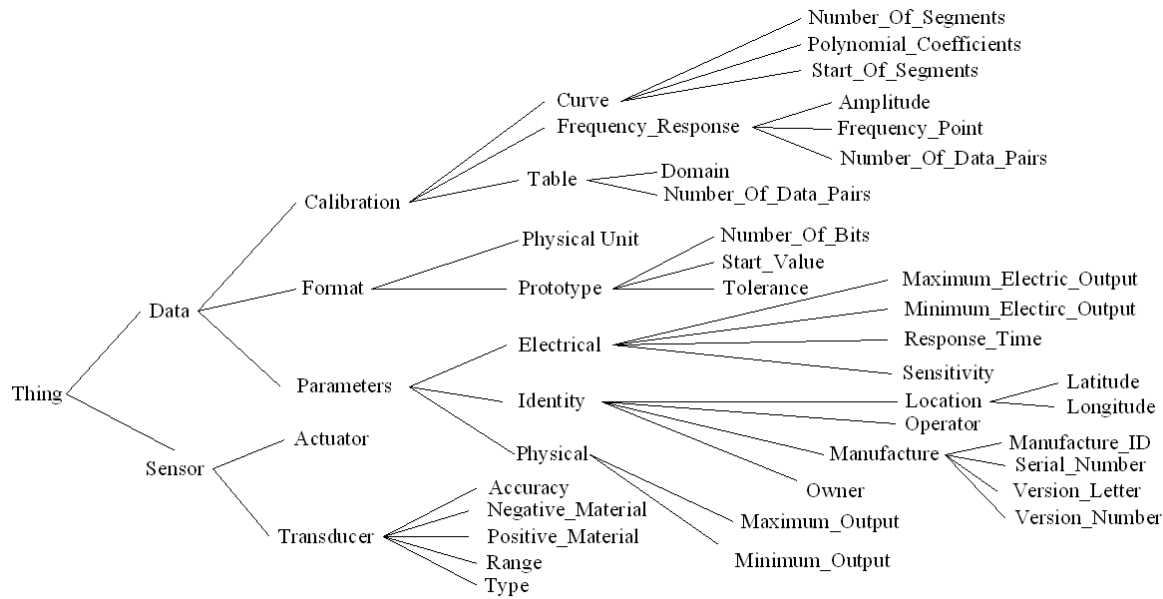 Number_Of_Segments
Polynomial_Coefficients
Start_Of_Segments
Curve
Amplitude
Frequency_Response
Frequency_Point
Number_Of_Data_Pairs
Table
Domain
Number_Of_Data_Pairs
Calibration
Physical Unit
Number_Of_Bits
Start_Value
Format
Prototype
Tolerance
Maximum_Electric_Output
Data
Minimum_Electirc_Output
Electrical
Response_Time
Sensitivity
Parameters
Latitude
Thing
Identity
Location
Longitude
Operator
Actuator
Physical
Manufacture
Manufacture_ID
Sensor
Serial_Number
Accuracy
Owner
Version_Letter
Negative_Material
Maximum_Output
Version_Number
Transducer
Positive_Material
Range
Minimum_Output
Type